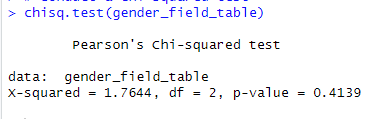 > chisq.test(gender_field_table)
Pearson's Chi-squared test
data:  gender_field_table
X-squared = 1.7644, df = 2, p-value = 0.4139